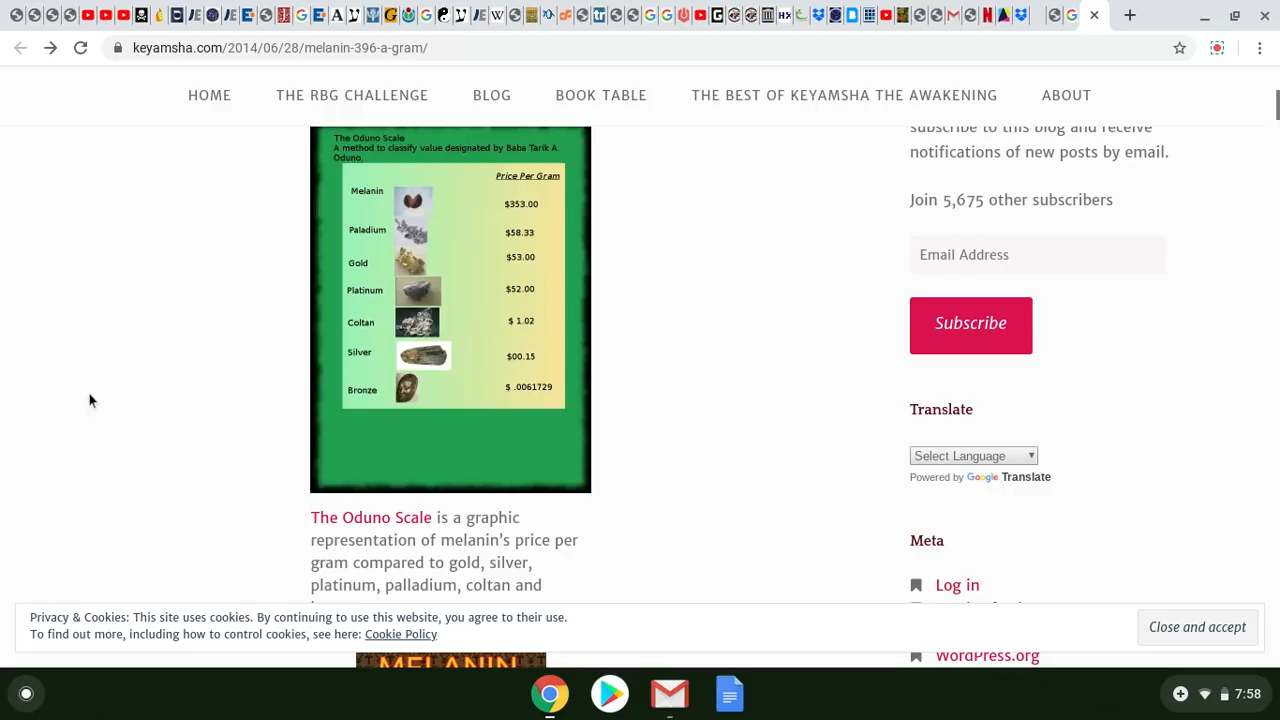 keyamsha.com/2014/06/28/melanin-396-a-gram/
HOME THE RBG CHALLENGE BLOG BOOK TABLE THE BEST OF KEYAMSHA THE AWAKENING ABOUT
The Oduno Scale
A method to classify value designated by Baba Tarik A.
Oduno.
Price Per Gram
Melanin $353.00
Paladium $58.33
Gold $53.00
Platinum $52.00
Coltan $ 1.02
Silver $00.15
Bronze $ .0061729
The Oduno Scale is a graphic
representation of melanin's price per
gram compared to gold, silver,
platinum, palladium, coltan and
MELANIN
subscribe to this blog and receive
notifications of new posts by email.
Join 5,675 other subscribers
Email Address
Subscribe
Translate
Select Language
Powered by Google Translate
Meta
Log in
WordPress.org
Privacy & Cookies: This site uses cookies. By continuing to use this website, you agree to their use.
To find out more, including how to control cookies, see here: Cookie Policy
Close and accept
7:58